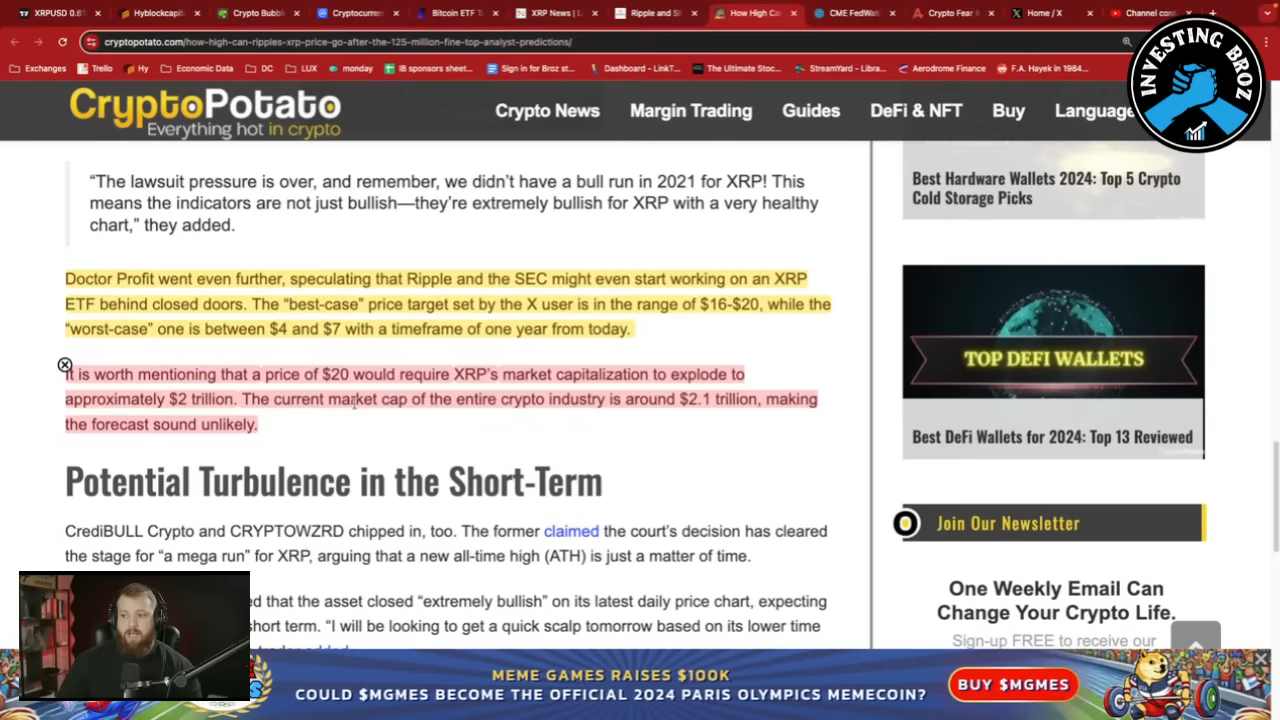 XRPUSD 0.6
Hyblockcapit
Crypto Bubbl
Cryptocurren
Bitcoin ETF T
XRP News | L
Ripple and S
How High Ca
CME FedWat
Crypto Fear &
Home / X
Channel con
cryptopotato.com/how-high-can-ripples-xrp-price-go-after-the-125-million-fine-top-analyst-predictions/
Exchanges
Trello
Hy
Economic Data
DC
LUX
monday
IB sponsors sheet...
Sign in for Broz st...
Dashboard - LinkT...
The Ultimate Stoc...
StreamYard - Libra...
Aerodrome Finance
F.A. Hayek in 1984...
INVESTING BROZ
CryptoPotato
Everything hot in crypto
Crypto News
Margin Trading
Guides
DeFi & NFT
Buy
Language
“The lawsuit pressure is over, and remember, we didn’t have a bull run in 2021 for XRP! This
means the indicators are not just bullish—they’re extremely bullish for XRP with a very healthy
chart,” they added.
Doctor Profit went even further, speculating that Ripple and the SEC might even start working on an XRP
ETF behind closed doors. The “best-case” price target set by the X user is in the range of $16-$20, while the
“worst-case” one is between $4 and $7 with a timeframe of one year from today.
It is worth mentioning that a price of $20 would require XRP’s market capitalization to explode to
approximately $2 trillion. The current market cap of the entire crypto industry is around $2.1 trillion, making
the forecast sound unlikely.
Potential Turbulence in the Short-Term
CrediBULL Crypto and CRYPTOWZRD chipped in, too. The former claimed the court’s decision has cleared
the stage for “a mega run” for XRP, arguing that a new all-time high (ATH) is just a matter of time.
ed that the asset closed “extremely bullish” on its latest daily price chart, expecting
hort term. “I will be looking to get a quick scalp tomorrow based on its lower time
Best Hardware Wallets 2024: Top 5 Crypto
Cold Storage Picks
TOP DEFI WALLETS
Best DeFi Wallets for 2024: Top 13 Reviewed
Join Our Newsletter
One Weekly Email Can
Change Your Crypto Life.
Sign-up FREE to receive our
MEME GAMES RAISES $100K
COULD $MGMES BECOME THE OFFICIAL 2024 PARIS OLYMPICS MEMECOIN?
BUY $MGMES